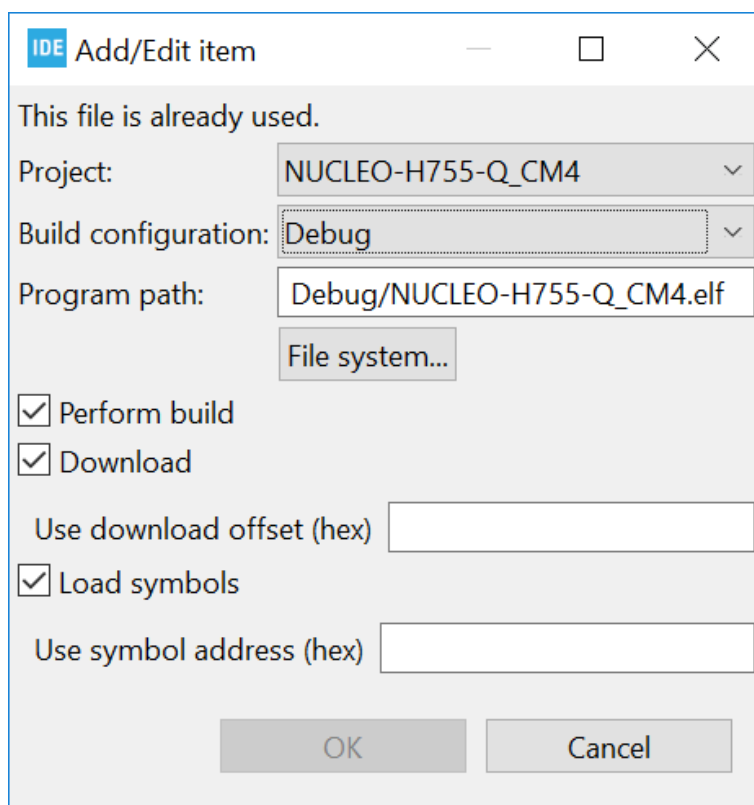 IDE Add/Edit item
This file is already used.
Project: NUCLEO-H755-Q_CM4
Build configuration: Debug
Program path: Debug/NUCLEO-H755-Q_CM4.elf
File system...
Perform build
Download
Use download offset (hex)
Load symbols
Use symbol address (hex)
OK Cancel